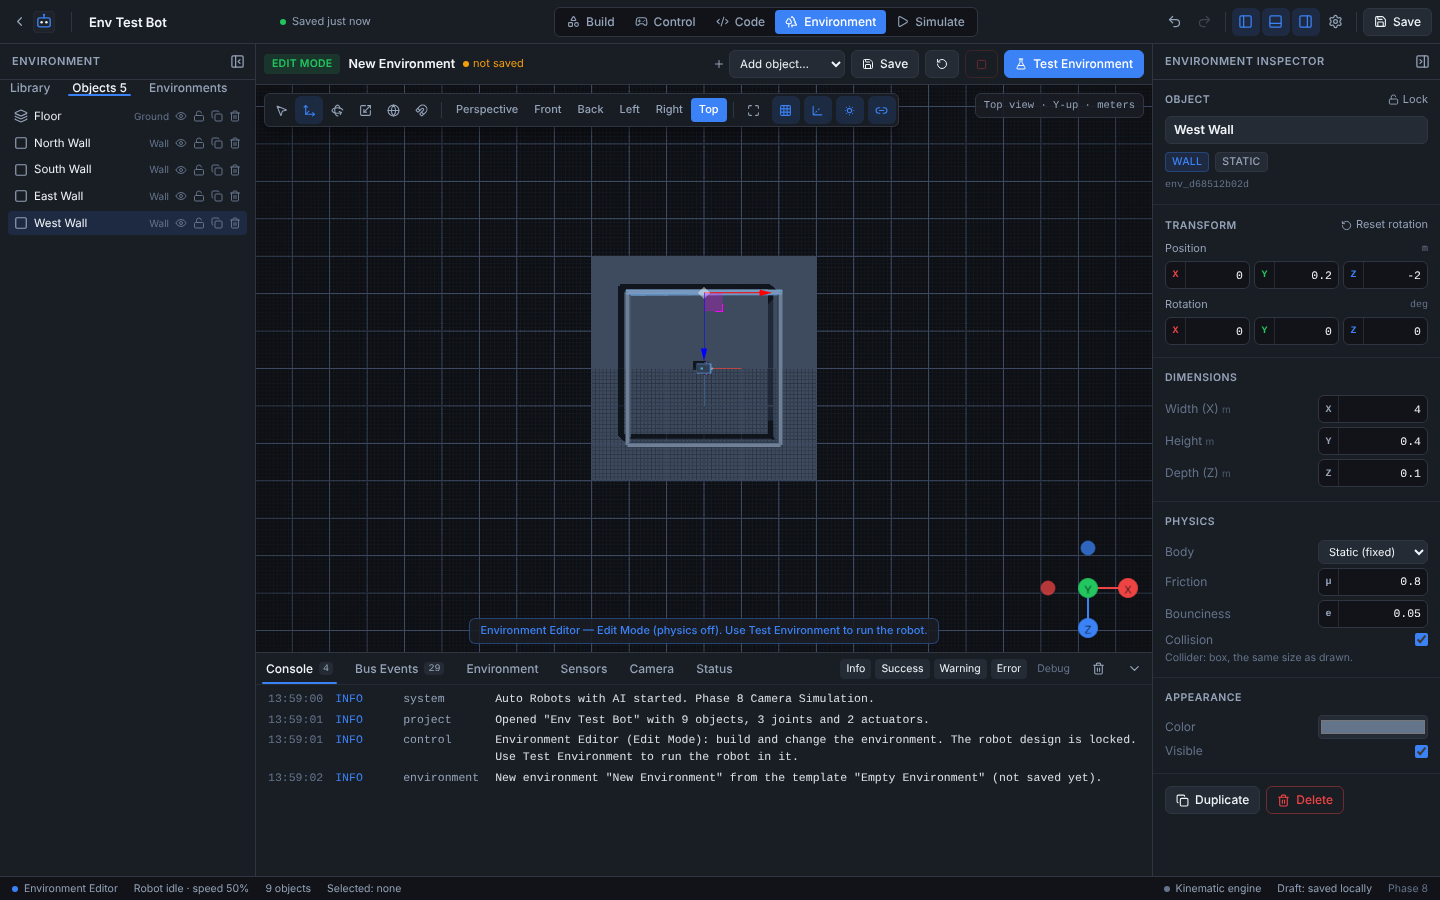 Env Test Bot
Saved just now
Build
Control
Code
Environment
Simulate
Save
ENVIRONMENT
Library
Objects 5
Environments
Floor Ground
North Wall Wall
South Wall Wall
East Wall Wall
West Wall Wall
EDIT MODE
New Environment
not saved
Add object...
Save
Test Environment
Perspective
Front
Back
Left
Right
Top
Top view · Y-up · meters
Y
X
Z
Environment Editor — Edit Mode (physics off). Use Test Environment to run the robot.
Console 4
Bus Events 29
Environment
Sensors
Camera
Status
Info
Success
Warning
Error
Debug
13:59:00 INFO system Auto Robots with AI started. Phase 8 Camera Simulation.
13:59:01 INFO project Opened "Env Test Bot" with 9 objects, 3 joints and 2 actuators.
13:59:01 INFO control Environment Editor (Edit Mode): build and change the environment. The robot design is locked.
Use Test Environment to run the robot in it.
13:59:02 INFO environment New environment "New Environment" from the template "Empty Environment" (not saved yet).
ENVIRONMENT INSPECTOR
OBJECT
Lock
West Wall
WALL
STATIC
env_d68512b02d
TRANSFORM
Reset rotation
Position m
X 0 Y 0.2 Z -2
Rotation deg
X 0 Y 0 Z 0
DIMENSIONS
Width (X) m X 4
Height m Y 0.4
Depth (Z) m Z 0.1
PHYSICS
Body Static (fixed)
Friction μ 0.8
Bounciness e 0.05
Collision
Collider: box, the same size as drawn.
APPEARANCE
Color
Visible
Duplicate
Delete
Environment Editor
Robot idle · speed 50%
9 objects
Selected: none
Kinematic engine
Draft: saved locally
Phase 8